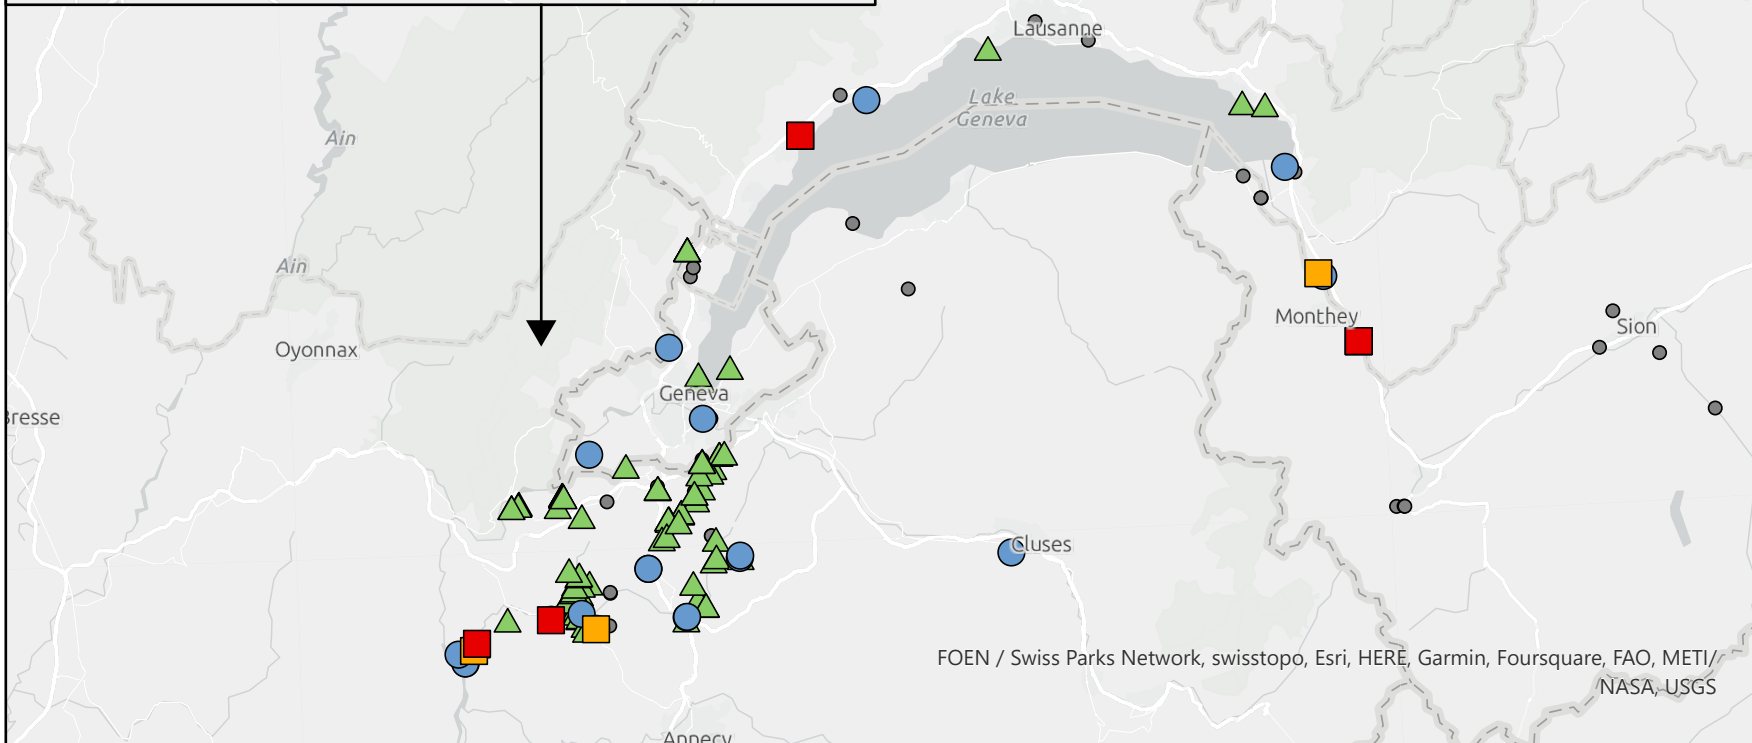 Lausanne
Lake
Geneva
Ain
Ain
Oyonnax
Monthey
Sion
Geneva
Bresse
Cluses
FOEN / Swiss Parks Network, swisstopo, Esri, HERE, Garmin, Foursquare, FAO, METI/
NASA, USGS
Annecy